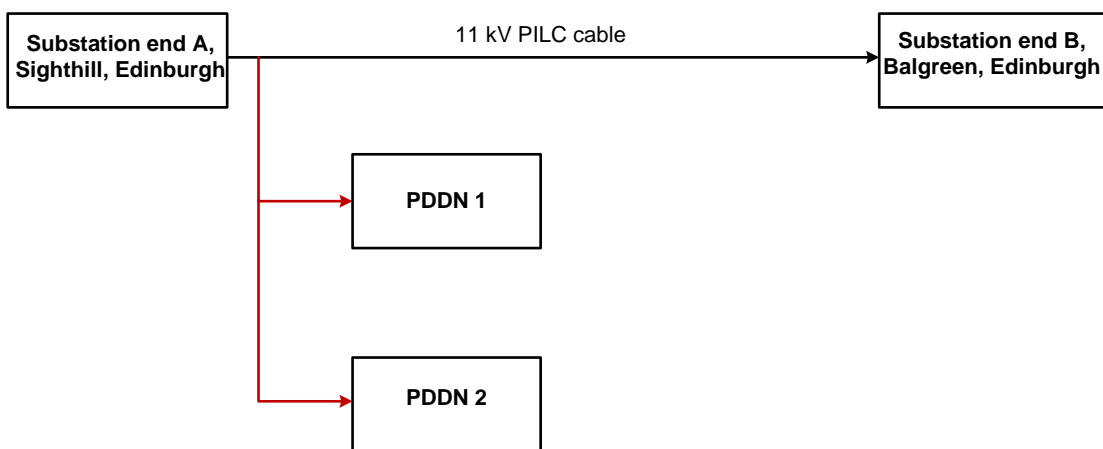 Substation end A,
Sighthill, Edinburgh
11 kV PILC cable
Substation end B,
Balgreen, Edinburgh
PDDN 1
PDDN 2